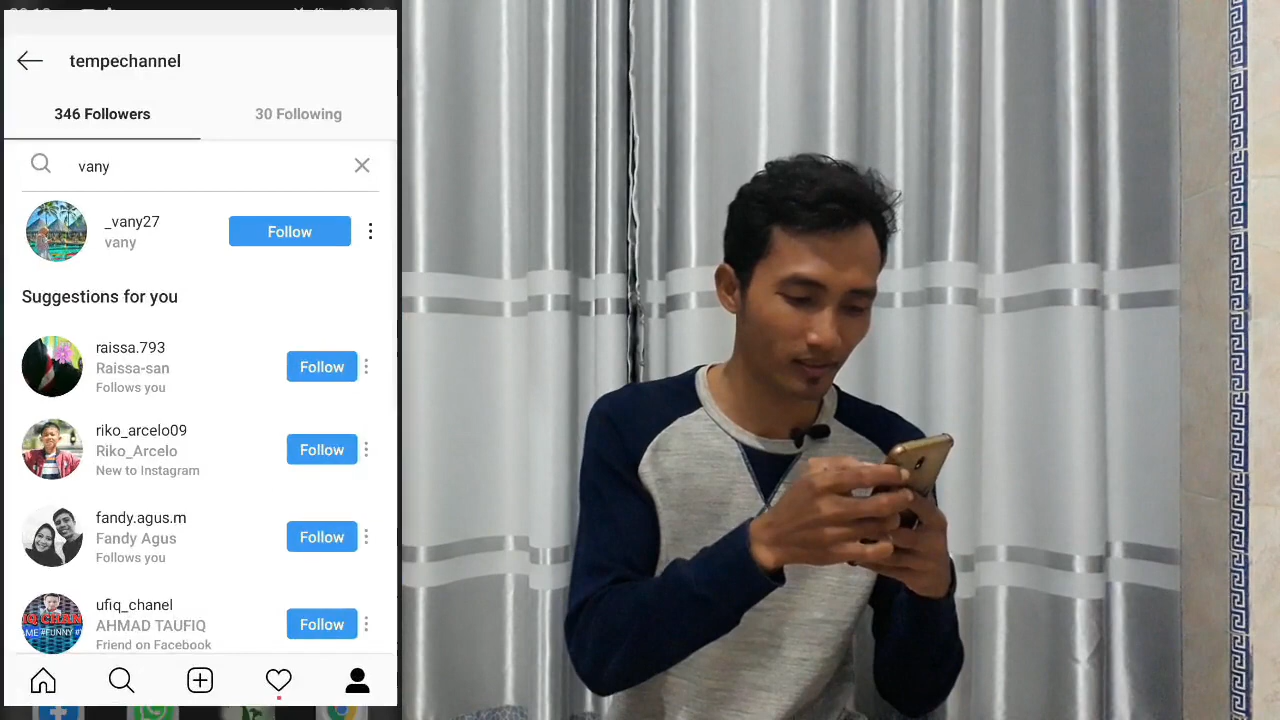 tempechannel
346 Followers
30 Following
vany
_vany27
Follow
vany
Suggestions for you
raissa.793
Raissa-san
Follow
Follows you
riko_arcelo09
Riko_Arcelo
Follow
New to Instagram
fandy.agus.m
Fandy Agus
Follow
Follows you
ufiq_chanel
AHMAD TAUFIQ
Follow
Friend on Facebook